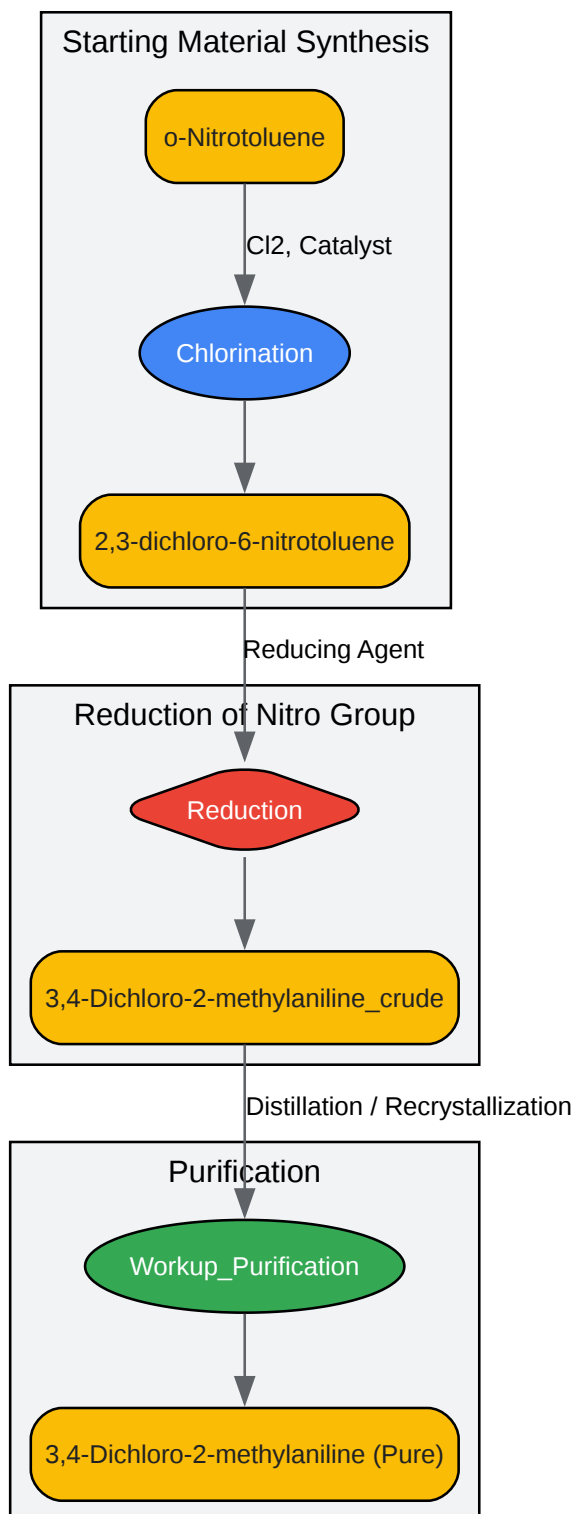 Starting Material Synthesis
o-Nitrotoluene
Cl2, Catalyst
Chlorination
2,3-dichloro-6-nitrotoluene
Reducing Agent
Reduction of Nitro Group
Reduction
3,4-Dichloro-2-methylaniline_crude
Distillation / Recrystallization
Purification
Workup_Purification
3,4-Dichloro-2-methylaniline (Pure)